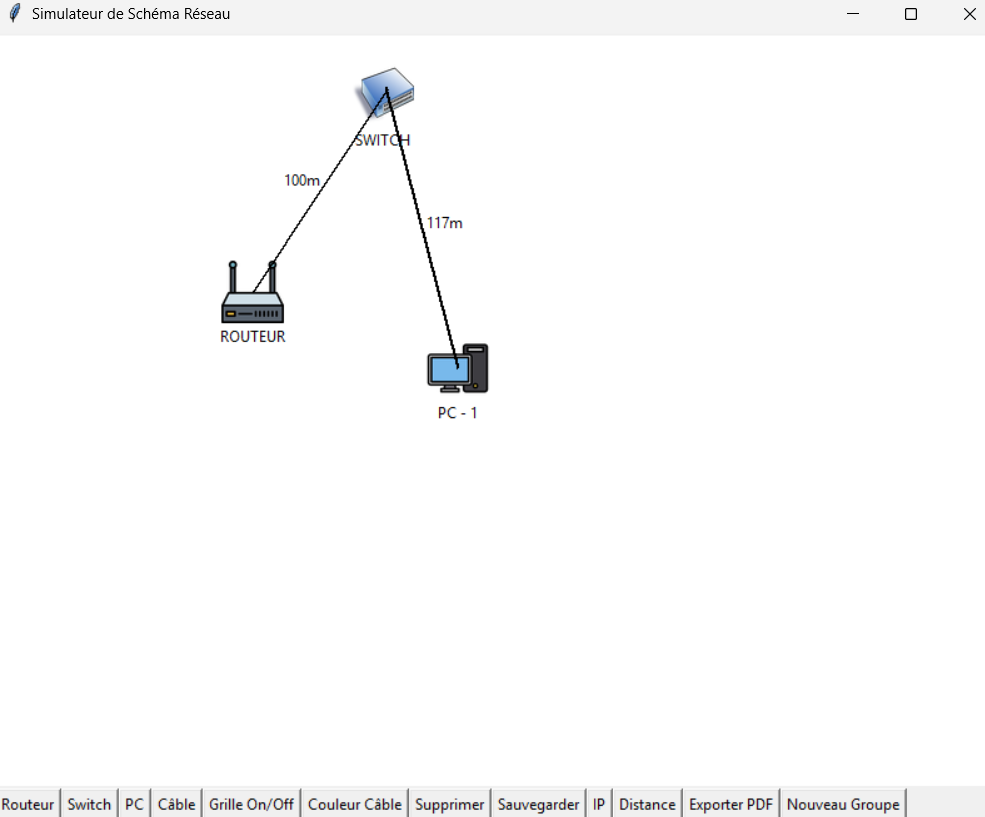 Simulateur de Schéma Réseau
SWITCH
100m
117m
ROUTEUR
PC - 1
Routeur Switch PC Câble Grille On/Off Couleur Câble Supprimer Sauvegarder IP Distance Exporter PDF Nouveau Groupe